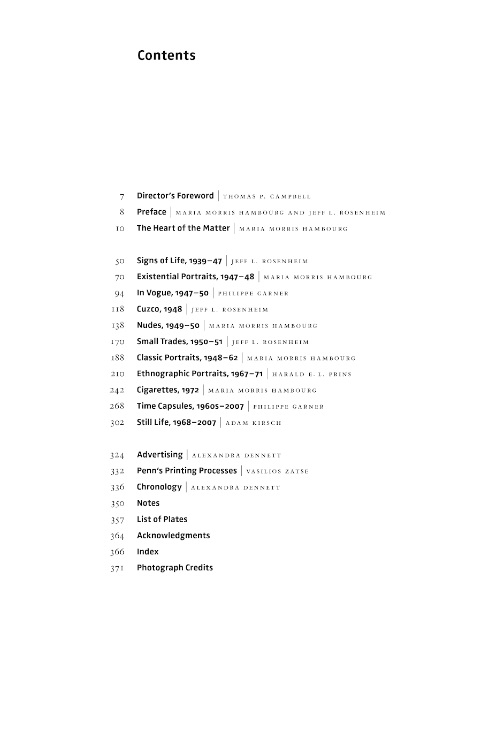 Contents
7 Director's Foreword | THOMAS P. CAMPBELL
8 Preface | MARIA MORRIS HAMBOURG AND JEFF L. ROSENHEIM
10 The Heart of the Matter | MARIA MORRIS HAMBOURG
50 Signs of Life, 1939–47 | JEFF L. ROSENHEIM
70 Existential Portraits, 1947–48 | MARIA MORRIS HAMBOURG
94 In Vogue, 1947–50 | PHILIPPE GARNER
118 Cuzco, 1948 | JEFF L. ROSENHEIM
138 Nudes, 1949–50 | MARIA MORRIS HAMBOURG
170 Small Trades, 1950–51 | JEFF L. ROSENHEIM
188 Classic Portraits, 1948–62 | MARIA MORRIS HAMBOURG
210 Ethnographic Portraits, 1967–71 | HARALD E. L. PRINS
242 Cigarettes, 1972 | MARIA MORRIS HAMBOURG
268 Time Capsules, 1960s–2007 | PHILIPPE GARNER
302 Still Life, 1968–2007 | ADAM KIRSCH
324 Advertising | ALEXANDRA DENNETT
332 Penn's Printing Processes | VASILIOS ZATSE
336 Chronology | ALEXANDRA DENNETT
350 Notes
357 List of Plates
364 Acknowledgments
366 Index
371 Photograph Credits